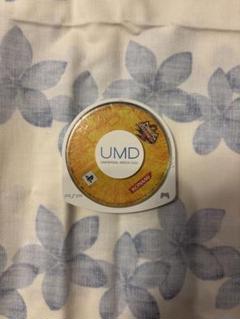 UMD
UNIVERSAL MEDIA DISC
PSP
KONAMI